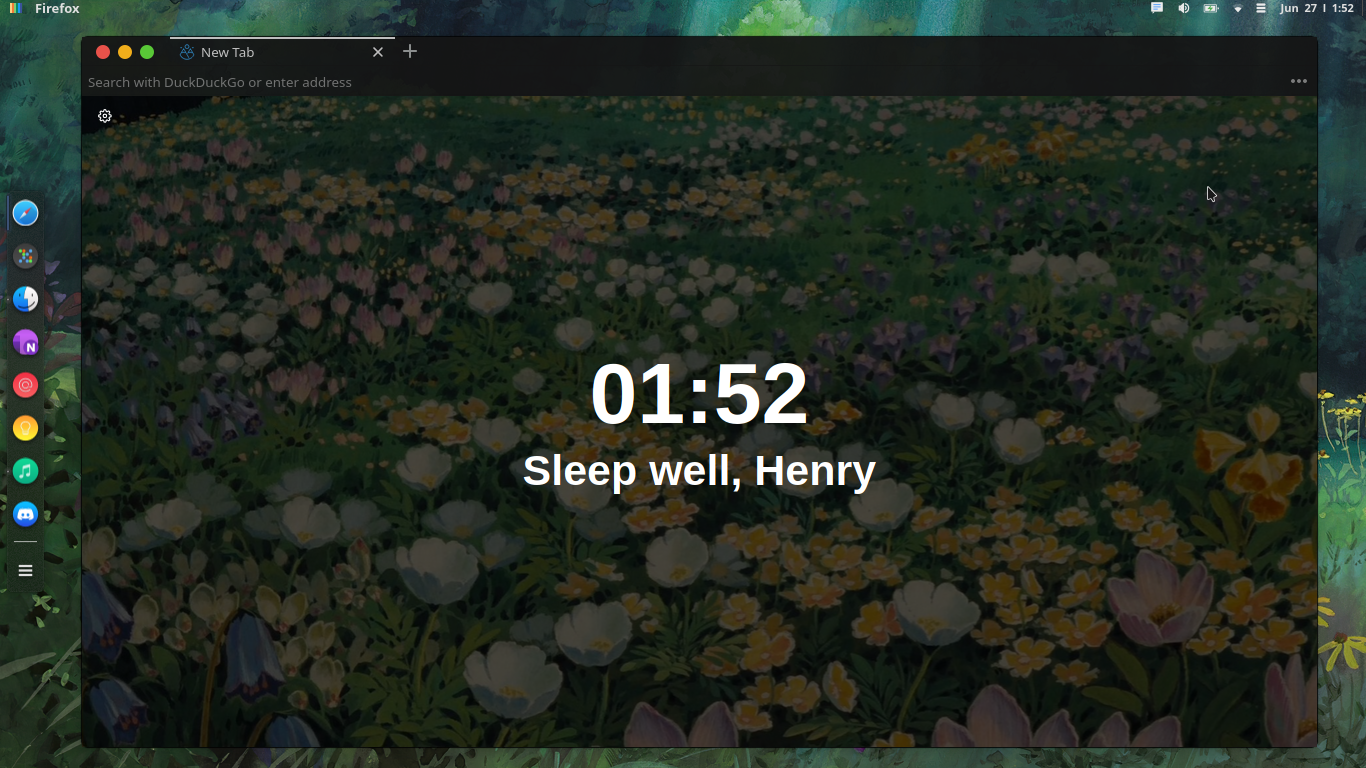 Firefox
Jun 27 | 1:52
New Tab
Search with DuckDuckGo or enter address
01:52
Sleep well, Henry
N